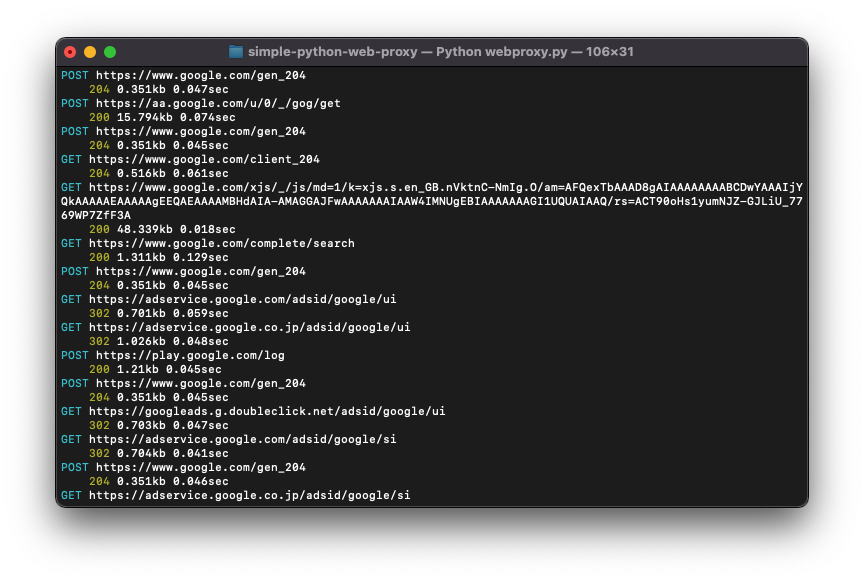 simple-python-web-proxy — Python webproxy.py — 106×31
POST https://www.google.com/gen_204
204 0.351kb 0.047sec
POST https://aa.google.com/u/0/_/gog/get
200 15.794kb 0.074sec
POST https://www.google.com/gen_204
204 0.351kb 0.045sec
GET https://www.google.com/client_204
204 0.516kb 0.061sec
GET https://www.google.com/xjs/_/js/md=1/k=xjs.s.en_GB.nVktnC-NmIg.O/am=AFQexTbAAAD8gAIAAAAAAAABCDwYAAAIjY
QkAAAAAEAAAAAgEEQAEAAAAMBHdAIA-AMAGGAJFwAAAAAAAIAAW4IMNUgEBIAAAAAAAGI1UQUAIAAQ/rs=ACT90oHs1yumNJZ-GJLiU_77
69WP7ZfF3A
200 48.339kb 0.018sec
GET https://www.google.com/complete/search
200 1.311kb 0.129sec
POST https://www.google.com/gen_204
204 0.351kb 0.045sec
GET https://adservice.google.com/adsid/google/ui
302 0.701kb 0.059sec
GET https://adservice.google.co.jp/adsid/google/ui
302 1.026kb 0.048sec
POST https://play.google.com/log
200 1.21kb 0.045sec
POST https://www.google.com/gen_204
204 0.351kb 0.045sec
GET https://googleads.g.doubleclick.net/adsid/google/ui
302 0.703kb 0.047sec
GET https://adservice.google.com/adsid/google/si
302 0.704kb 0.041sec
POST https://www.google.com/gen_204
204 0.351kb 0.046sec
GET https://adservice.google.co.jp/adsid/google/si